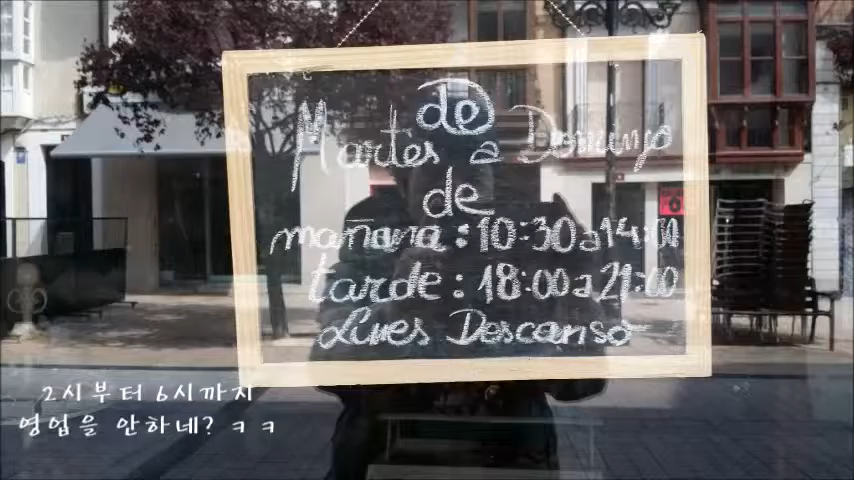 de
Martes a Domingo
de
mañana : 10:30 a 14:00
tarde : 18:00 a 21:00
Lunes Descanso
2시부터 6시까지
영업을 안하네? ㅋㅋ